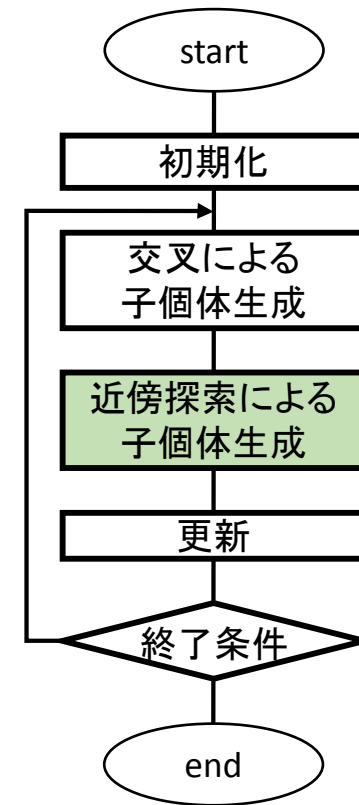 start
初期化
交叉による
子個体生成
近傍探索による
子個体生成
更新
終了条件
end